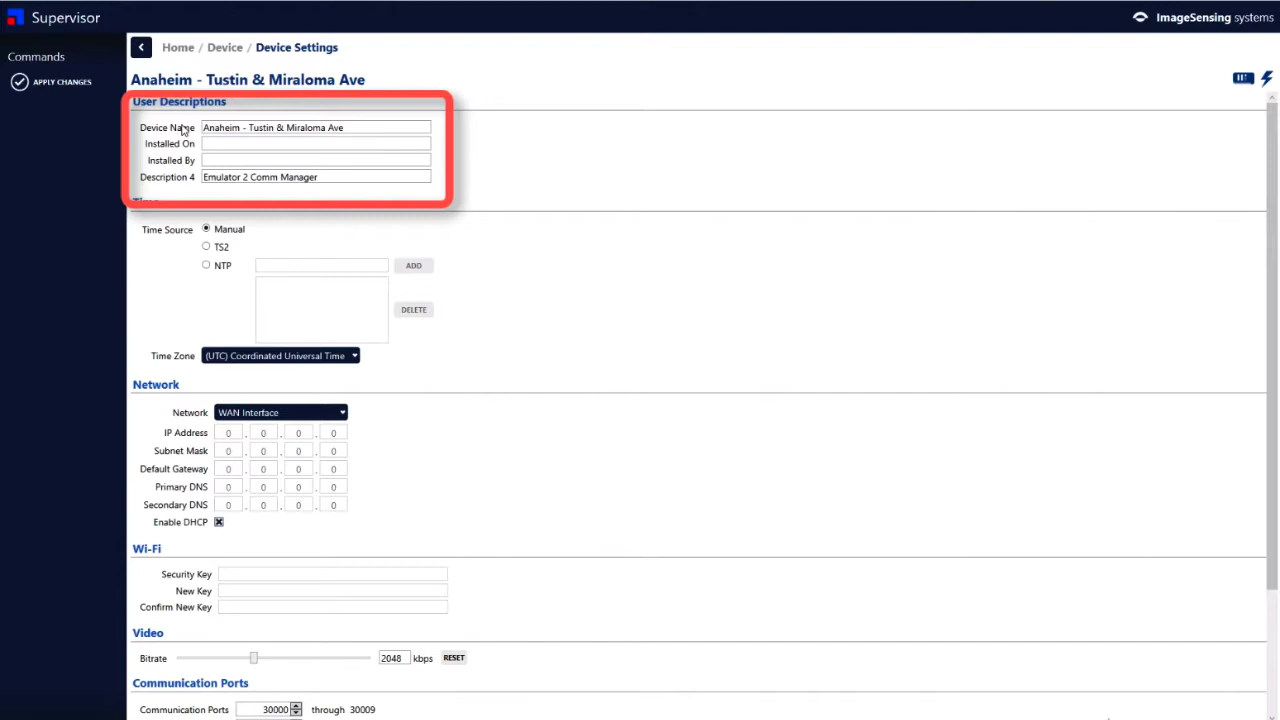 Supervisor
ImageSensing systems
Commands
APPLY CHANGES
Home / Device / Device Settings
Anaheim - Tustin & Miraloma Ave
User Descriptions
Device Name Anaheim - Tustin & Miraloma Ave
Installed On
Installed By
Description 4 Emulator 2 Comm Manager
Time Source Manual
TS2
NTP ADD
DELETE
Time Zone (UTC) Coordinated Universal Time
Network
Network WAN Interface
IP Address 0 . 0 . 0 . 0
Subnet Mask 0 . 0 . 0 . 0
Default Gateway 0 . 0 . 0 . 0
Primary DNS 0 . 0 . 0 . 0
Secondary DNS 0 . 0 . 0 . 0
Enable DHCP
Wi-Fi
Security Key
New Key
Confirm New Key
Video
Bitrate 2048 kbps RESET
Communication Ports
Communication Ports 30000 through 30009